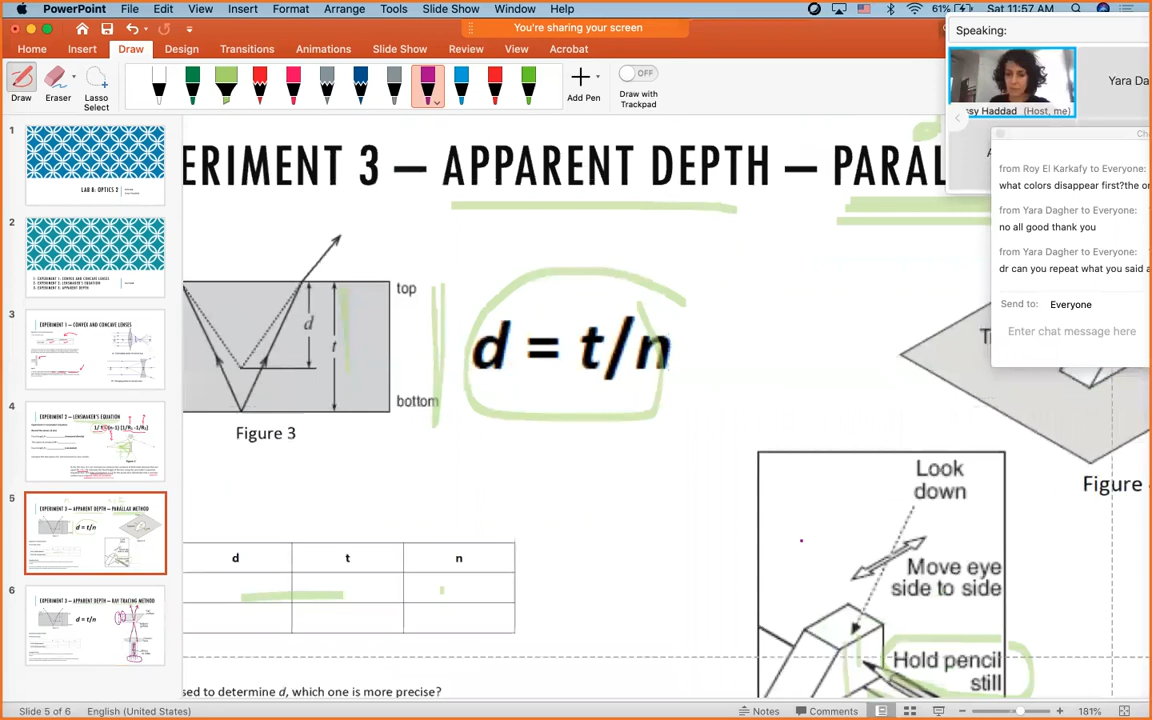 PowerPoint File Edit View Insert Format Arrange Tools Slide Show Window Help 61% Sat 11:57 AM
You're sharing your screen
Speaking:
Home Insert Draw Design Transitions Animations Slide Show Review View Acrobat
Draw Eraser Lasso Select Add Pen OFF Draw with Trackpad
Yara Da
ssy Haddad (Host, me)
from Roy El Karkafy to Everyone:
what colors disappear first?the o
from Yara Dagher to Everyone:
no all good thank you
from Yara Dagher to Everyone:
dr can you repeat what you said a
Send to: Everyone
Enter chat message here
1
LAB 8: OPTICS 2
2
3
EXPERIMENT 1 – CONVEX AND CONCAVE LENSES
4
EXPERIMENT 2 – LENSMAKER'S EQUATION
5
EXPERIMENT 3 – APPARENT DEPTH – PARALLAX METHOD
d = t/n
6
EXPERIMENT 3 – APPARENT DEPTH – RAY TRACING METHOD
d = t/n
ERIMENT 3 – APPARENT DEPTH – PARAL
top
d
t
bottom
Figure 3
d = t/n
T
Figure
Look
down
Move eye
side to side
Hold pencil
still
d t n
sed to determine d, which one is more precise?
Slide 5 of 6 English (United States) Notes Comments 181%